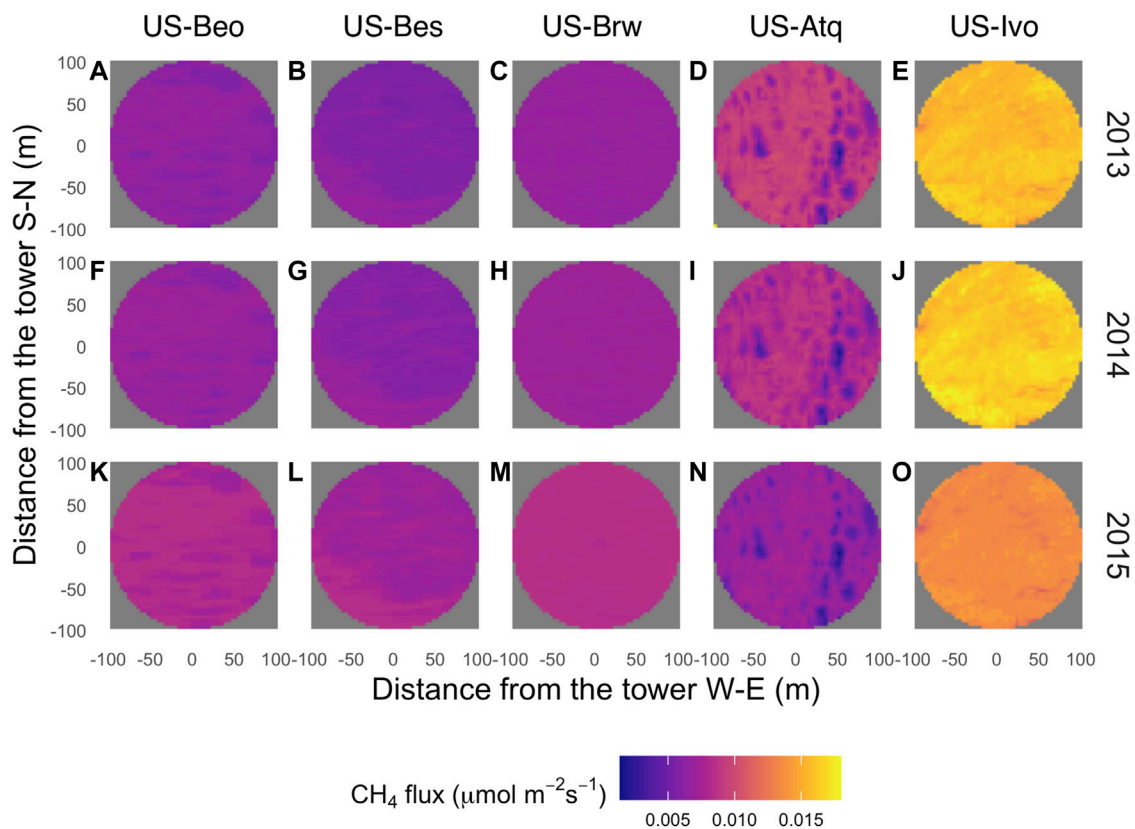 US-Beo US-Bes US-Brw US-Atq US-Ivo
A B C D E
100
50
0
-50
-100
2013
F G H I J
100
50
0
-50
-100
2014
K L M N O
100
50
0
-50
-100
2015
Distance from the tower S-N (m)
-100 -50 0 50 100-100 -50 0 50 100-100 -50 0 50 100-100 -50 0 50 100-100 -50 0 50 100
Distance from the tower W-E (m)
CH₄ flux (μmol m⁻²s⁻¹)
0.005 0.010 0.015